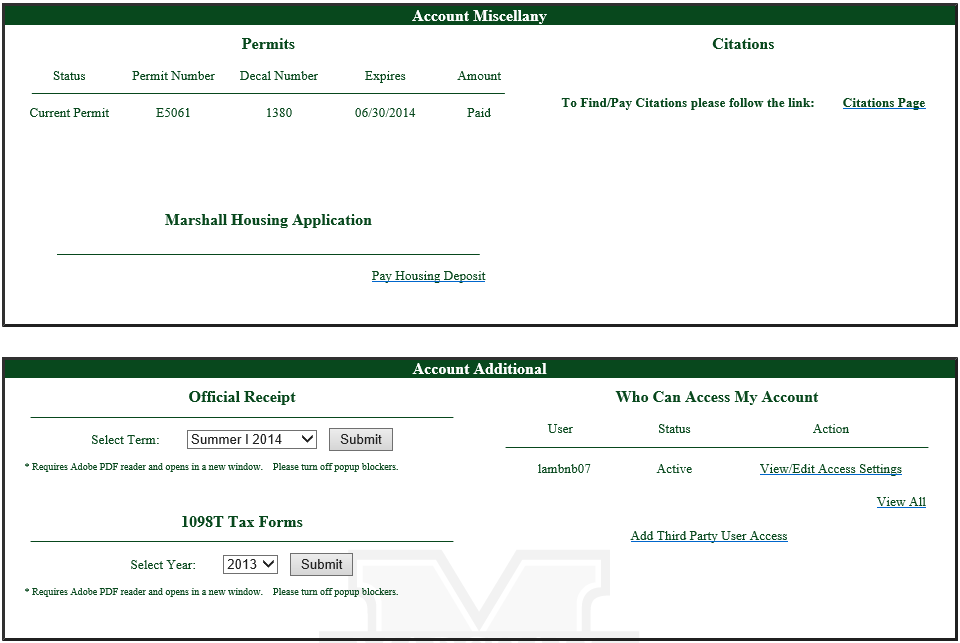 Account Miscellany
Permits
Status Permit Number Decal Number Expires Amount
Current Permit E5061 1380 06/30/2014 Paid
Citations
To Find/Pay Citations please follow the link: Citations Page
Marshall Housing Application
Pay Housing Deposit
Account Additional
Official Receipt
Select Term: Summer I 2014 Submit
* Requires Adobe PDF reader and opens in a new window. Please turn off popup blockers.
1098T Tax Forms
Select Year: 2013 Submit
* Requires Adobe PDF reader and opens in a new window. Please turn off popup blockers.
Who Can Access My Account
User Status Action
lambnb07 Active View/Edit Access Settings
View All
Add Third Party User Access
M